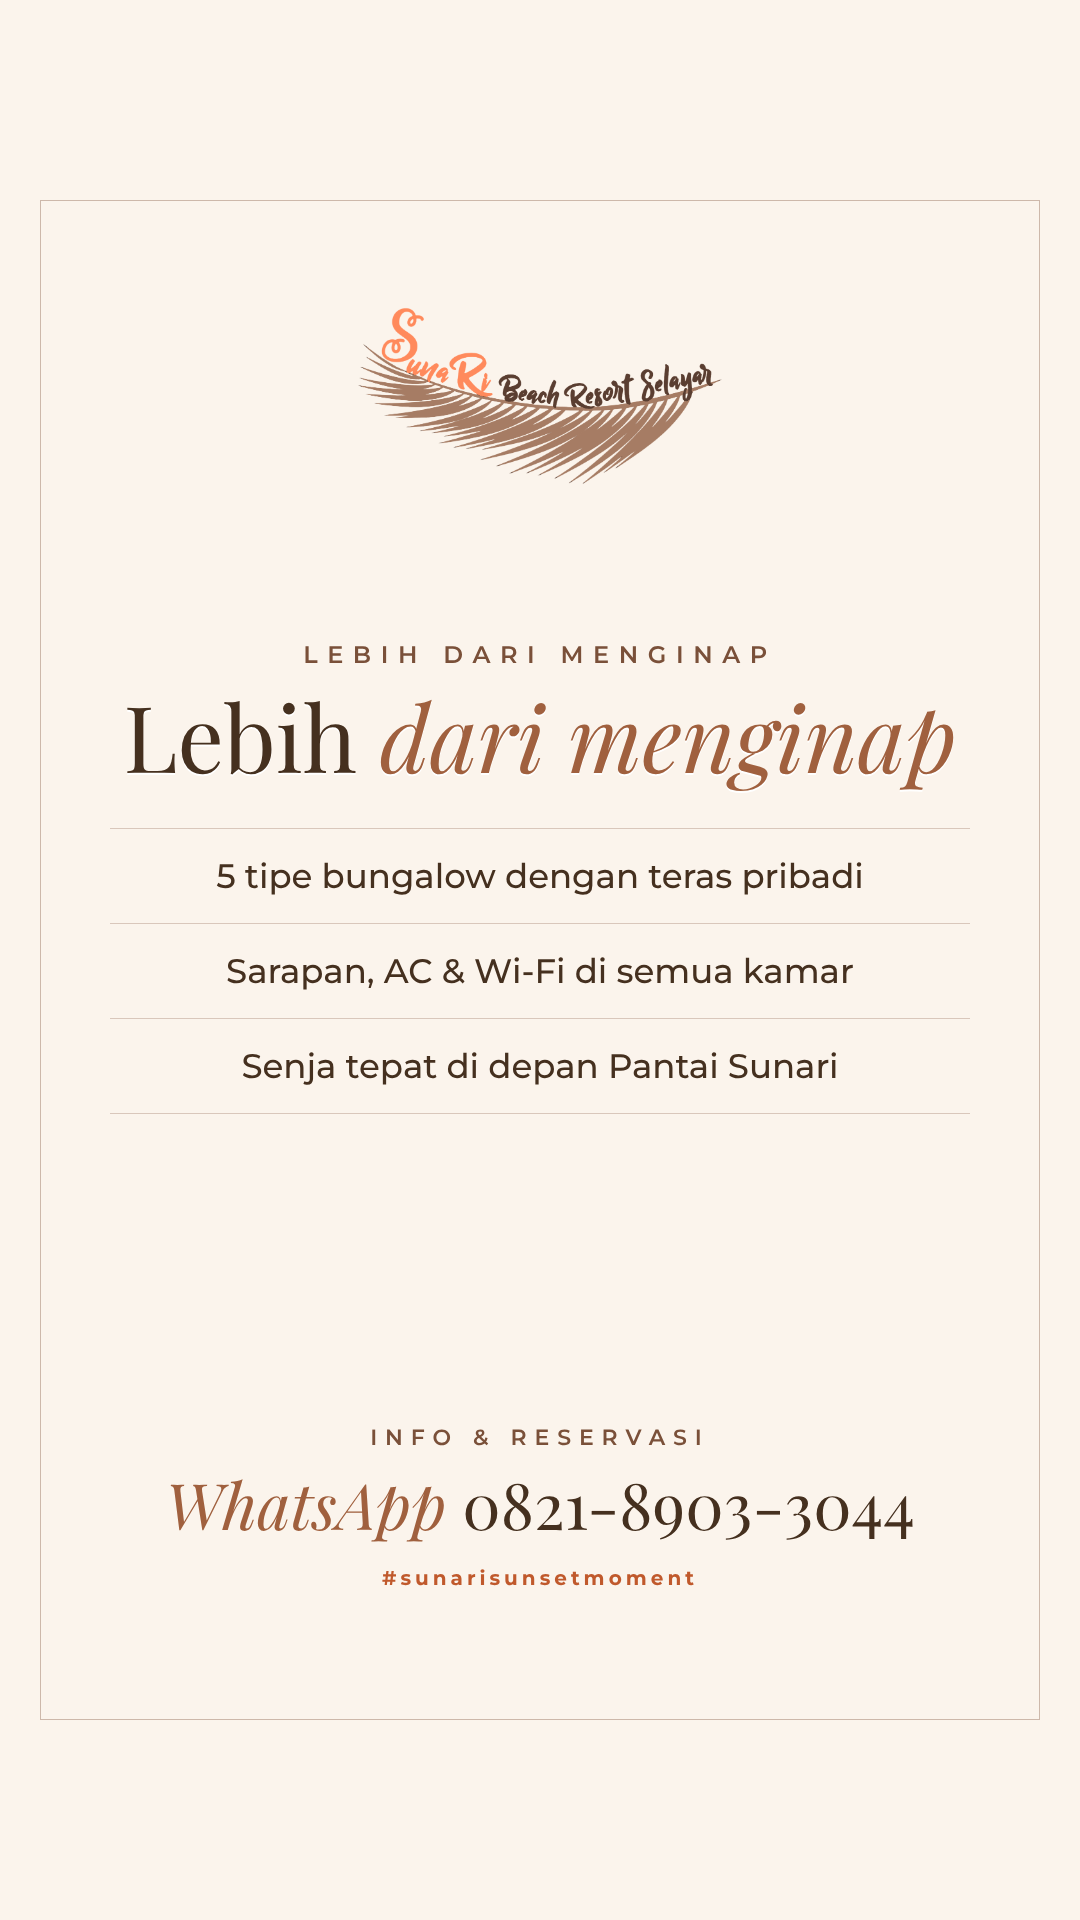 SunaRi Beach Resort Selayar
LEBIH DARI MENGINAP
Lebih dari menginap
5 tipe bungalow dengan teras pribadi
Sarapan, AC & Wi-Fi di semua kamar
Senja tepat di depan Pantai Sunari
INFO & RESERVASI
WhatsApp 0821-8903-3044
#sunarisunsetmoment